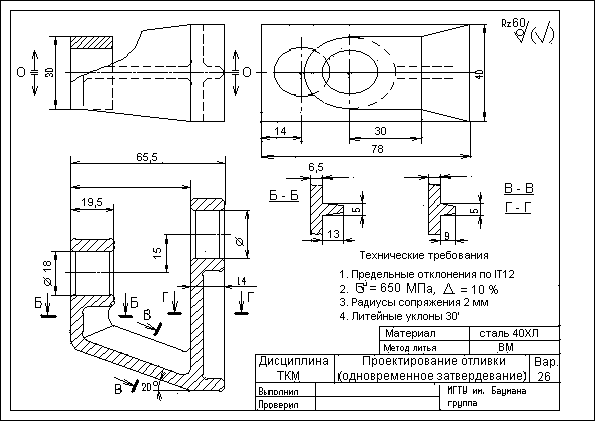 Rz60
О
30
О
40
14
30
78
65,5
19,5
Ø 18
15
Ø
14
Б
Б
Г
Г
В
В
20°
6,5
Б - Б
5
13
5
9
В - В
Г - Г
Технические требования
1. Предельные отклонения по IT12
= 650 МПа, = 10 %
3. Радиусы сопряжения 2 мм
4. Литейные уклоны 30'
Материал сталь 40ХЛ
Метод литья ВМ
Дисциплина ТКМ
Проектирование отливки (одновременное затвердевание)
Вар. 26
Выполнил
Проверил
МГТУ им. Баумана
группа